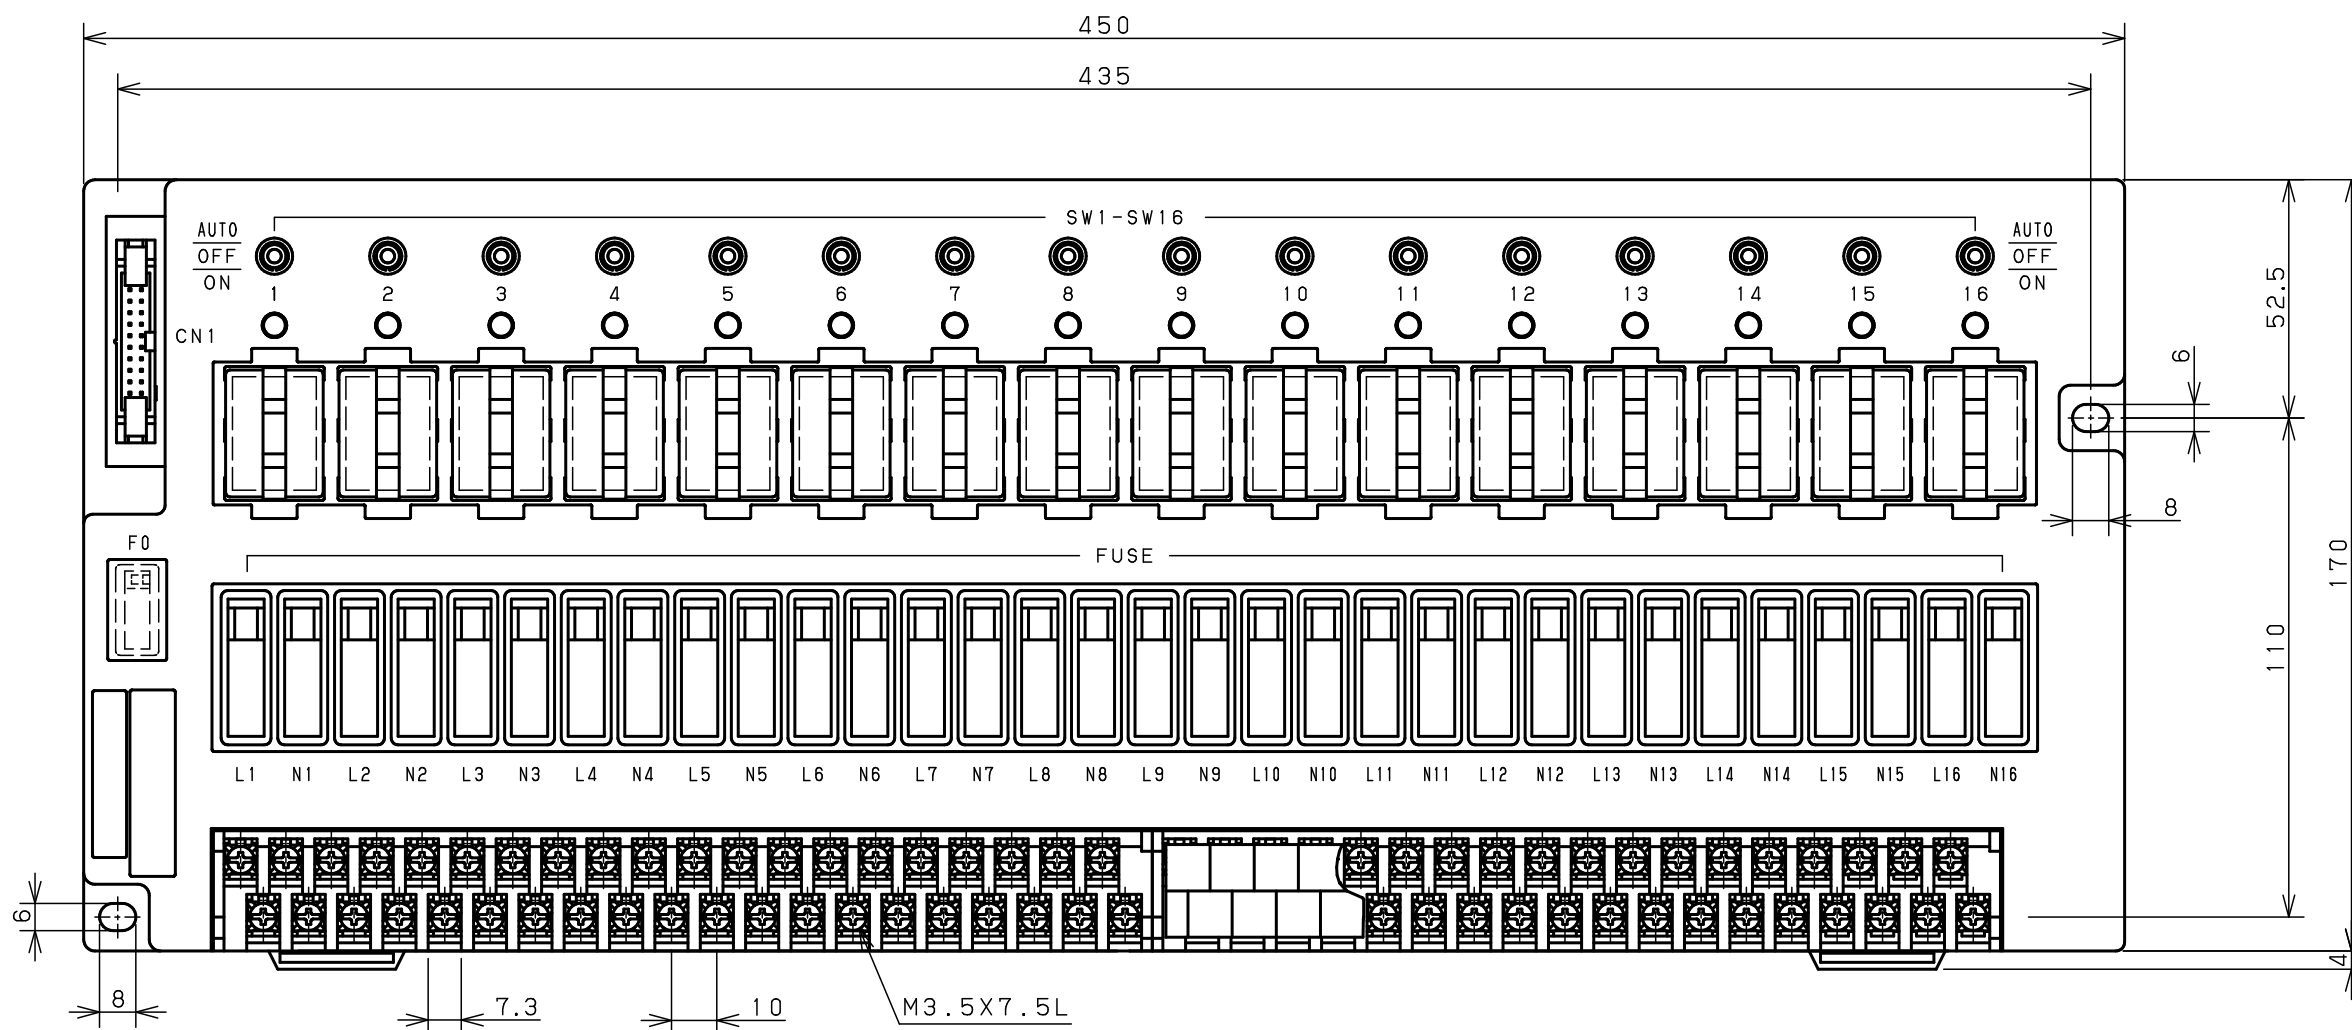 450
435
SW1-SW16
AUTO
OFF
ON
AUTO
OFF
ON
1 2 3 4 5 6 7 8 9 10 11 12 13 14 15 16
CN1
52.5
6
8
170
F0
FUSE
110
L1 N1 L2 N2 L3 N3 L4 N4 L5 N5 L6 N6 L7 N7 L8 N8 L9 N9 L10 N10 L11 N11 L12 N12 L13 N13 L14 N14 L15 N15 L16 N16
6
4
8
7.3
10
M3.5X7.5L